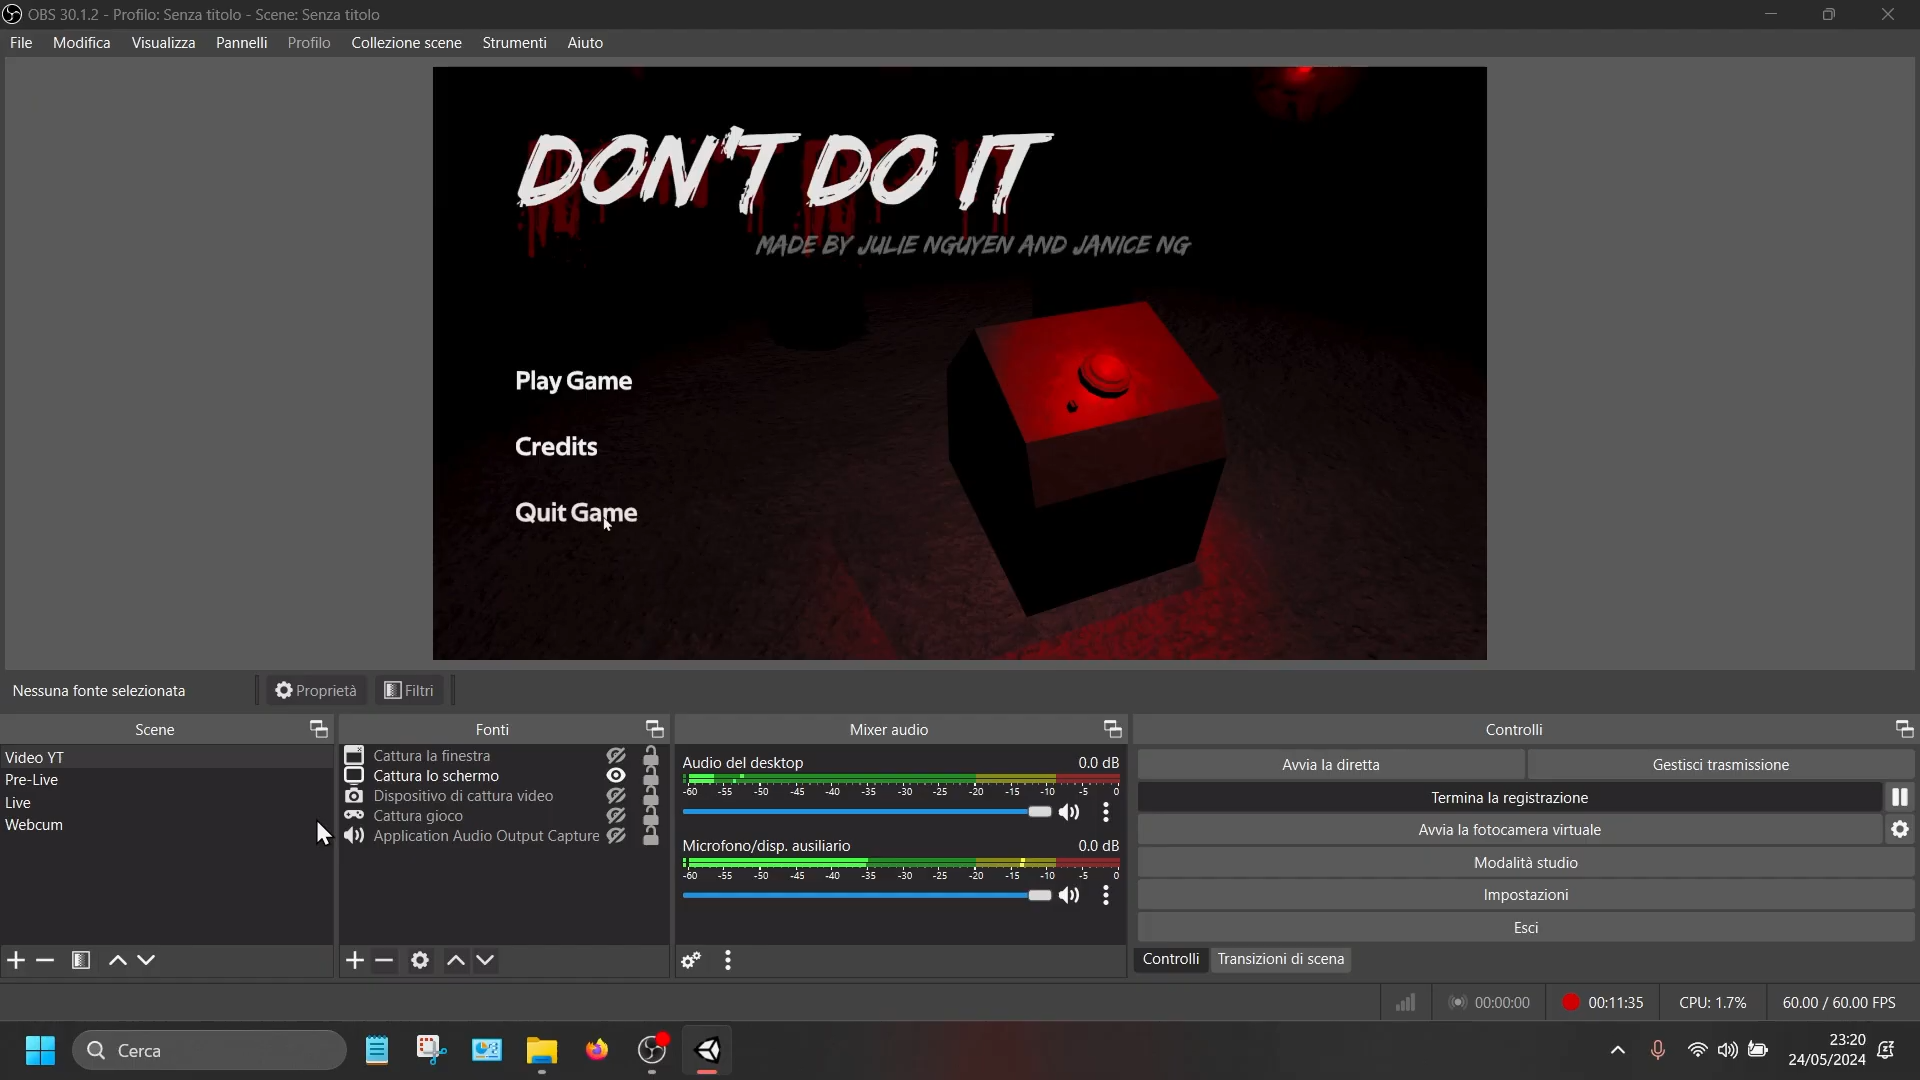 OBS 30.1.2 - Profilo: Senza titolo - Scene: Senza titolo
File Modifica Visualizza Pannelli Profilo Collezione scene Strumenti Aiuto
DON'T DO IT
MADE BY JULIE NGUYEN AND JANICE NG
Play Game
Credits
Quit Game
Nessuna fonte selezionata Proprietà Filtri
Scene
Video YT
Pre-Live
Live
Webcum
Fonti
Cattura la finestra
Cattura lo schermo
Dispositivo di cattura video
Cattura gioco
Application Audio Output Capture
Mixer audio
Audio del desktop 0.0 dB
-60 -55 -50 -45 -40 -35 -30 -25 -20 -15 -10 -5 0
Microfono/disp. ausiliario 0.0 dB
-60 -55 -50 -45 -40 -35 -30 -25 -20 -15 -10 -5 0
Controlli
Avvia la diretta Gestisci trasmissione
Termina la registrazione
Avvia la fotocamera virtuale
Modalità studio
Impostazioni
Esci
Controlli Transizioni di scena
00:00:00 00:11:35 CPU: 1.7% 60.00 / 60.00 FPS
Cerca
23:20
24/05/2024